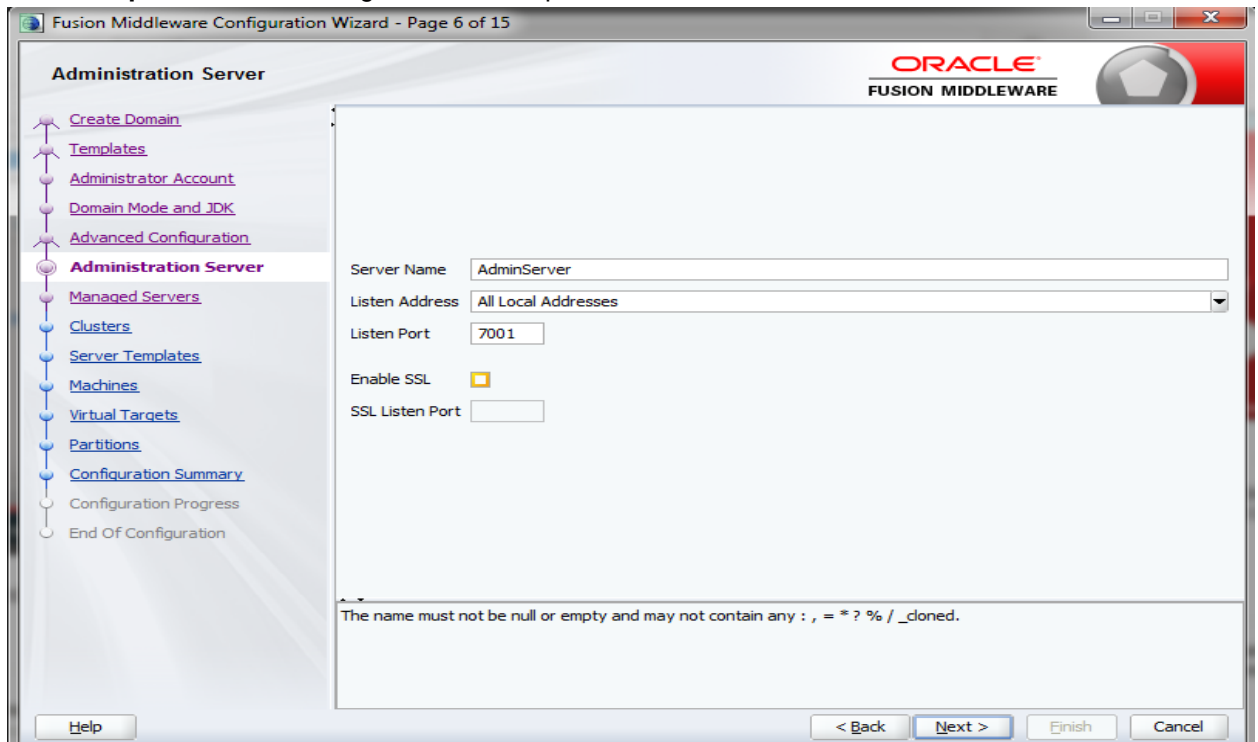 Fusion Middleware Configuration Wizard - Page 6 of 15
Administration Server
ORACLE
FUSION MIDDLEWARE
Create Domain
Templates
Administrator Account
Domain Mode and JDK
Advanced Configuration
Administration Server
Managed Servers
Clusters
Server Templates
Machines
Virtual Targets
Partitions
Configuration Summary
Configuration Progress
End Of Configuration
Server Name AdminServer
Listen Address All Local Addresses
Listen Port 7001
Enable SSL
SSL Listen Port
The name must not be null or empty and may not contain any : , = * ? % / _cloned.
Help < Back Next > Finish Cancel